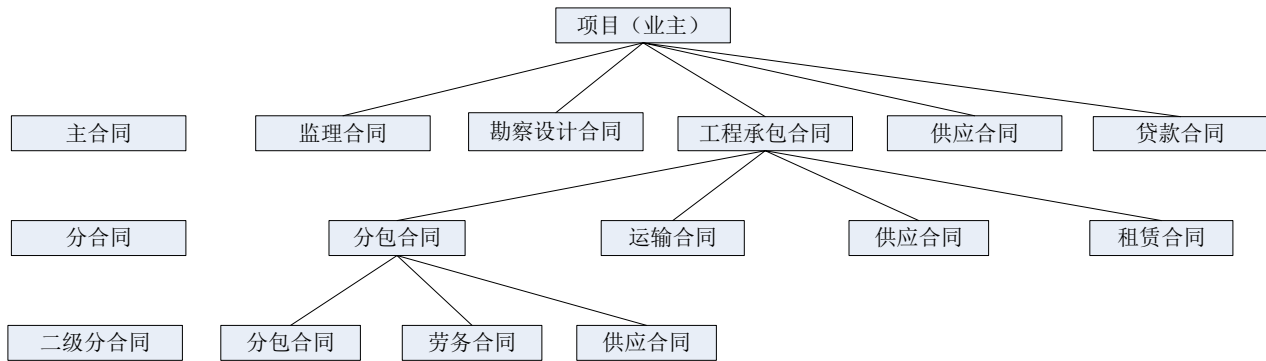 项目（业主）
主合同
监理合同
勘察设计合同
工程承包合同
供应合同
贷款合同
分合同
分包合同
运输合同
供应合同
租赁合同
二级分合同
分包合同
劳务合同
供应合同